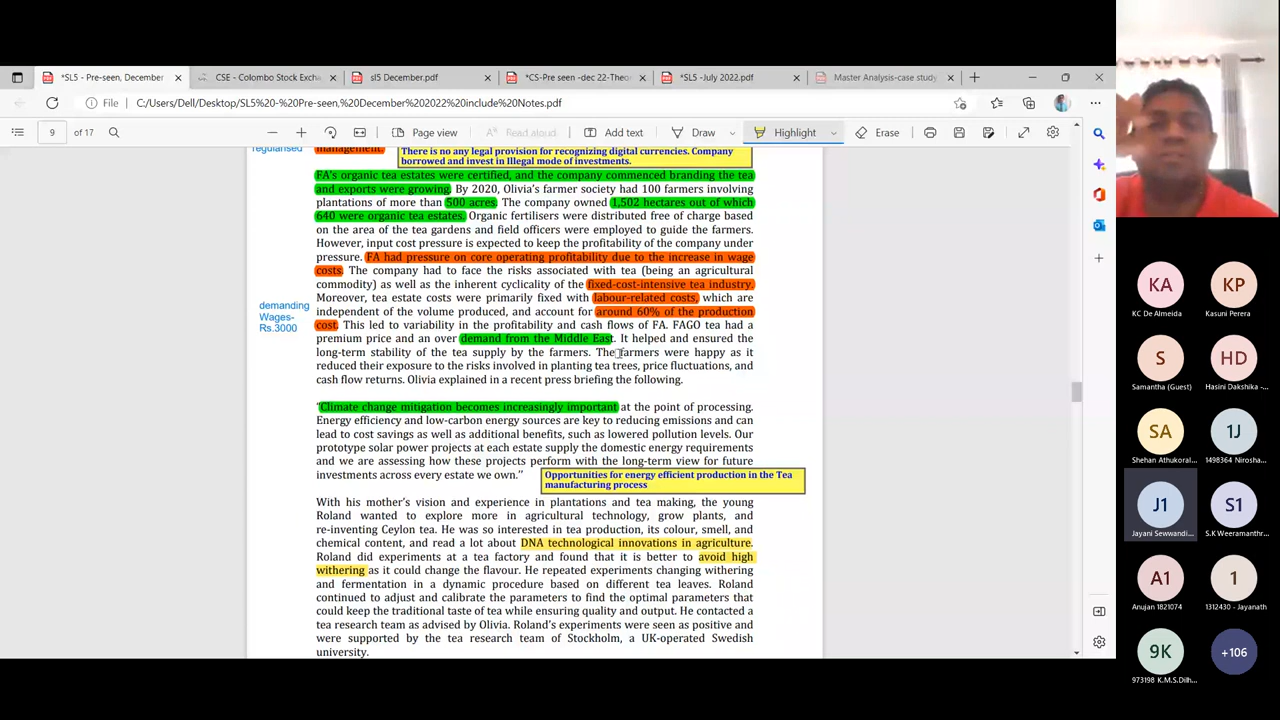 *SL5 - Pre-seen, December
CSE - Colombo Stock Excha
sl5 December.pdf
*CS-Pre seen -dec 22-Theo
*SL5 -July 2022.pdf
Master Analysis-case study
File
C:/Users/Dell/Desktop/SL5%20-%20Pre-seen,%20December%202022%20include%20Notes.pdf
9 of 17
Page view
Read aloud
Add text
Draw
Highlight
Erase
regularised
management.
There is no any legal provision for recognizing digital currencies. Company
borrowed and invest in Illegal mode of investments.
FA's organic tea estates were certified, and the company commenced branding the tea
and exports were growing. By 2020, Olivia's farmer society had 100 farmers involving
plantations of more than 500 acres. The company owned 1,502 hectares out of which
640 were organic tea estates. Organic fertilisers were distributed free of charge based
on the area of the tea gardens and field officers were employed to guide the farmers.
However, input cost pressure is expected to keep the profitability of the company under
pressure. FA had pressure on core operating profitability due to the increase in wage
costs. The company had to face the risks associated with tea (being an agricultural
commodity) as well as the inherent cyclicality of the fixed-cost-intensive tea industry.
Moreover, tea estate costs were primarily fixed with labour-related costs, which are
independent of the volume produced, and account for around 60% of the production
cost. This led to variability in the profitability and cash flows of FA. FAGO tea had a
premium price and an over demand from the Middle East. It helped and ensured the
long-term stability of the tea supply by the farmers. The farmers were happy as it
reduced their exposure to the risks involved in planting tea trees, price fluctuations, and
cash flow returns. Olivia explained in a recent press briefing the following.
demanding
Wages-
Rs.3000
"Climate change mitigation becomes increasingly important at the point of processing.
Energy efficiency and low-carbon energy sources are key to reducing emissions and can
lead to cost savings as well as additional benefits, such as lowered pollution levels. Our
prototype solar power projects at each estate supply the domestic energy requirements
and we are assessing how these projects perform with the long-term view for future
investments across every estate we own."
Opportunities for energy efficient production in the Tea
manufacturing process
With his mother's vision and experience in plantations and tea making, the young
Roland wanted to explore more in agricultural technology, grow plants, and
re-inventing Ceylon tea. He was so interested in tea production, its colour, smell, and
chemical content, and read a lot about DNA technological innovations in agriculture.
Roland did experiments at a tea factory and found that it is better to avoid high
withering as it could change the flavour. He repeated experiments changing withering
and fermentation in a dynamic procedure based on different tea leaves. Roland
continued to adjust and calibrate the parameters to find the optimal parameters that
could keep the traditional taste of tea while ensuring quality and output. He contacted a
tea research team as advised by Olivia. Roland's experiments were seen as positive and
were supported by the tea research team of Stockholm, a UK-operated Swedish
university.
KA
KC De Almeida
KP
Kasuni Perera
S
Samantha (Guest)
HD
Hasini Dakshika -...
SA
Shehan Athukoral...
1J
1498364 Nirosha...
J1
Jayani Sewwandi...
S1
S.K Weeramanthr...
A1
Anujan 1821074
1
1312430 - Jayanath
9K
973198 K.M.S.Dilh...
+106